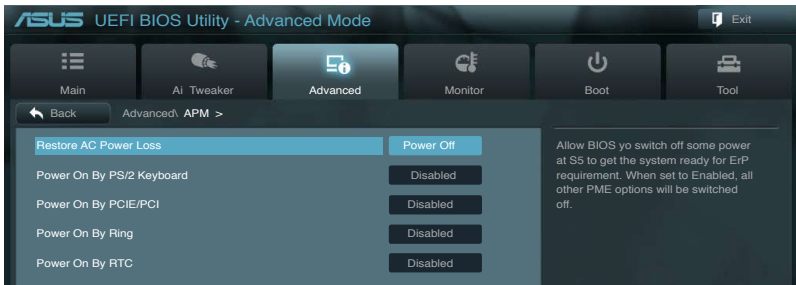 ASUS UEFI BIOS Utility - Advanced Mode
Exit
Main
Ai Tweaker
Advanced
Monitor
Boot
Tool
Back
Advanced\ APM >
Restore AC Power Loss
Power Off
Power On By PS/2 Keyboard
Disabled
Power On By PCIE/PCI
Disabled
Power On By Ring
Disabled
Power On By RTC
Disabled
Allow BIOS yo switch off some power
at S5 to get the system ready for ErP
requirement. When set to Enabled, all
other PME options will be switched
off.